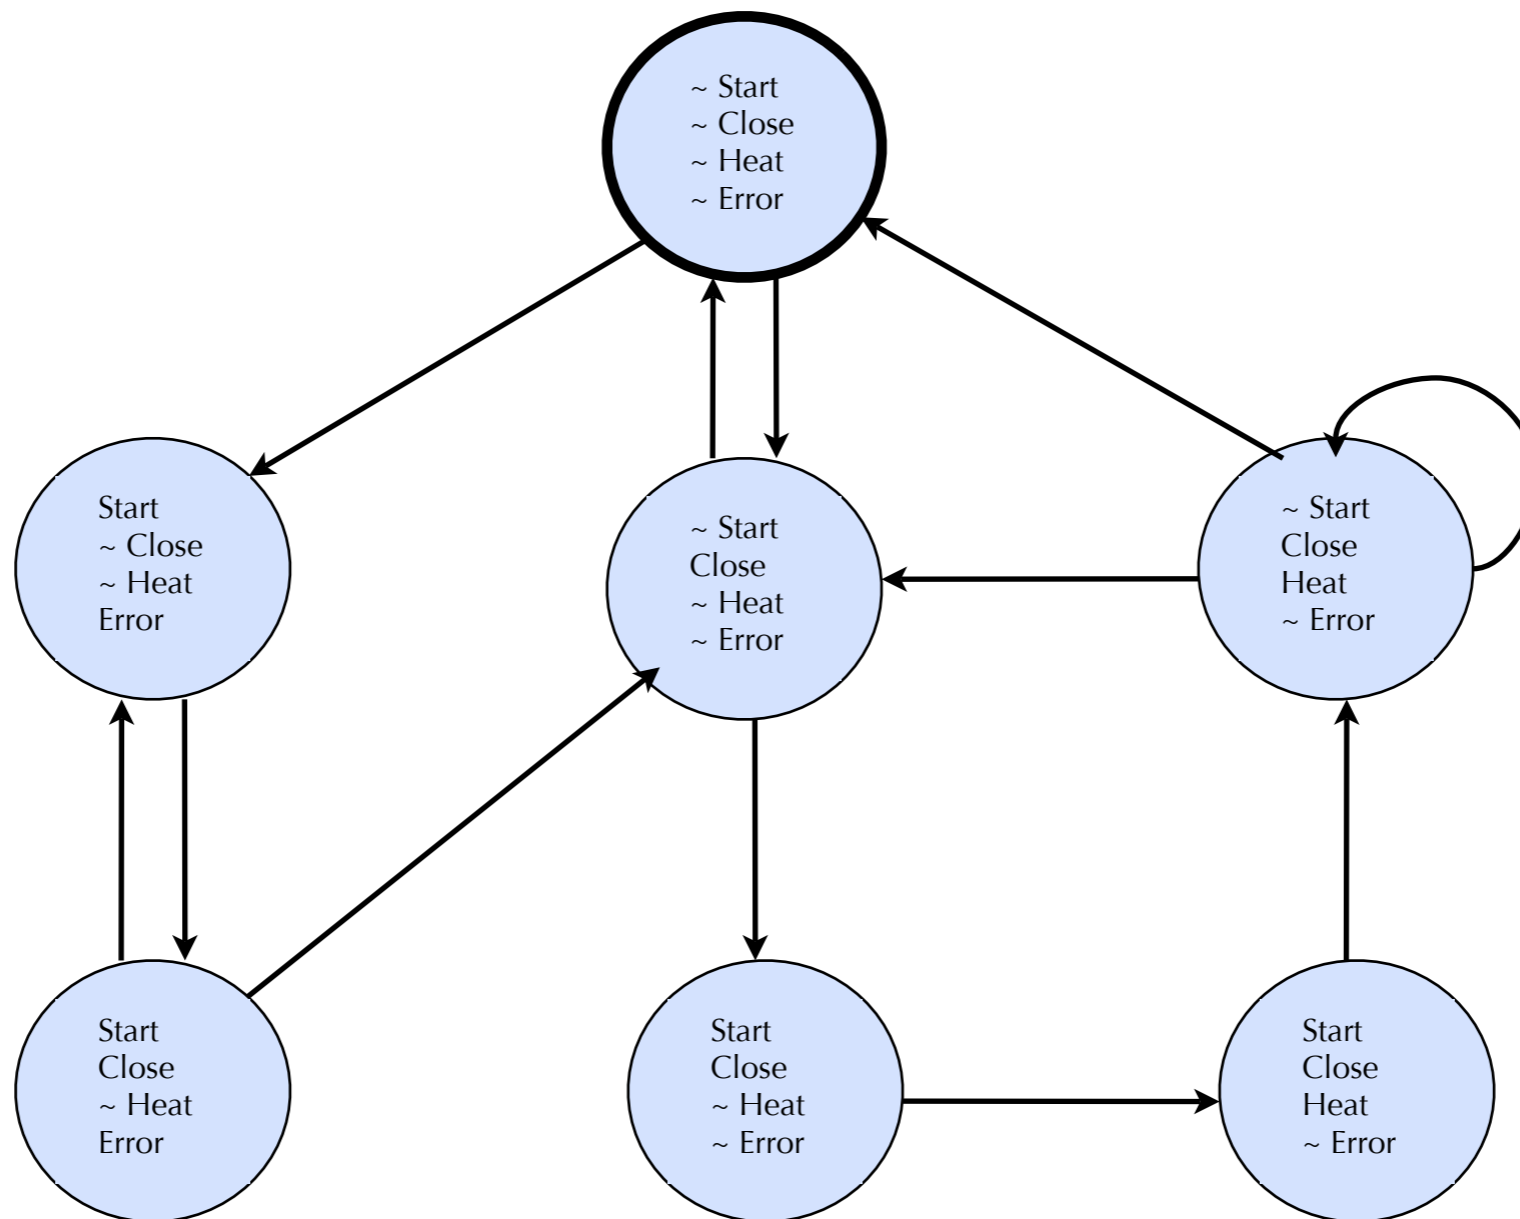 ~ Start
~ Close
~ Heat
~ Error
Start
~ Close
~ Heat
Error
~ Start
Close
~ Heat
~ Error
~ Start
Close
Heat
~ Error
Start
Close
~ Heat
Error
Start
Close
~ Heat
~ Error
Start
Close
Heat
~ Error